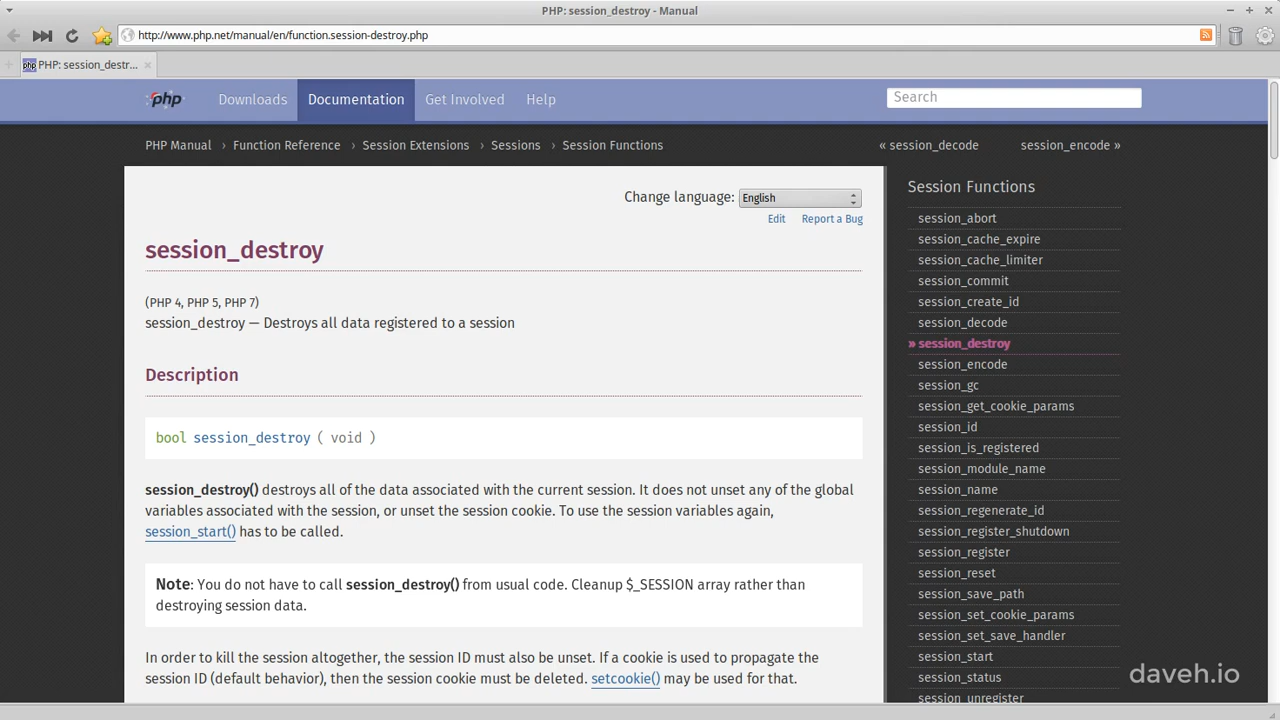 PHP: session_destroy - Manual
http://www.php.net/manual/en/function.session-destroy.php
php PHP: session_destr...
php Downloads Documentation Get Involved Help Search
PHP Manual › Function Reference › Session Extensions › Sessions › Session Functions « session_decode session_encode »
Change language: English
Edit Report a Bug
session_destroy
(PHP 4, PHP 5, PHP 7)
session_destroy — Destroys all data registered to a session
Description
bool session_destroy ( void )
session_destroy() destroys all of the data associated with the current session. It does not unset any of the global
variables associated with the session, or unset the session cookie. To use the session variables again,
session_start() has to be called.
Note: You do not have to call session_destroy() from usual code. Cleanup $_SESSION array rather than
destroying session data.
In order to kill the session altogether, the session ID must also be unset. If a cookie is used to propagate the
session ID (default behavior), then the session cookie must be deleted. setcookie() may be used for that.
Session Functions
session_abort
session_cache_expire
session_cache_limiter
session_commit
session_create_id
session_decode
» session_destroy
session_encode
session_gc
session_get_cookie_params
session_id
session_is_registered
session_module_name
session_name
session_regenerate_id
session_register_shutdown
session_register
session_reset
session_save_path
session_set_cookie_params
session_set_save_handler
session_start
session_status
session_unregister
daveh.io